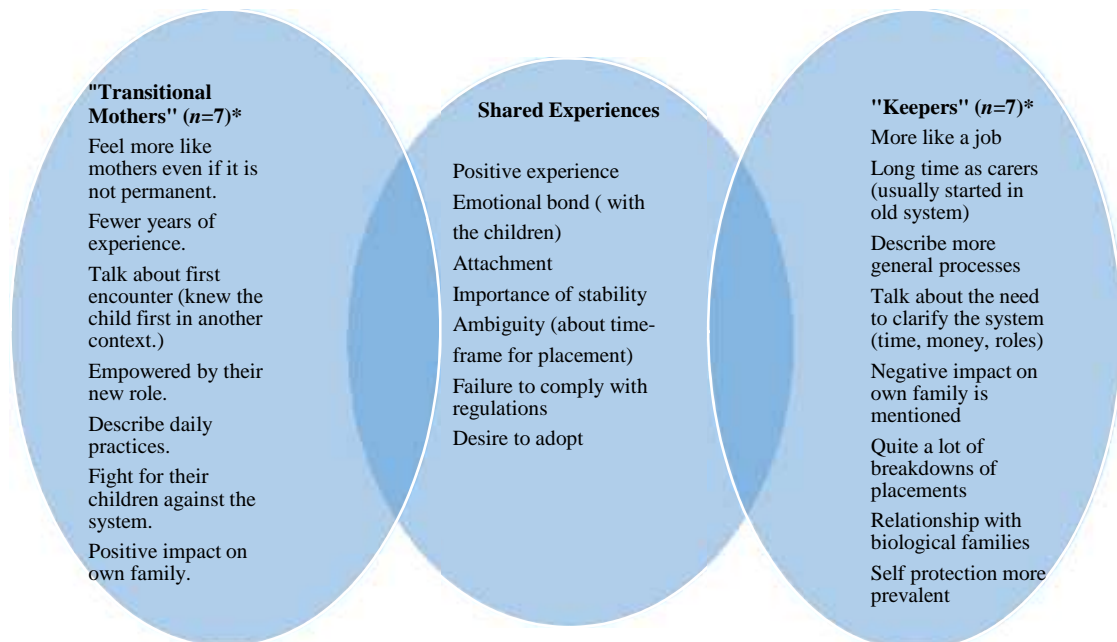 "Transitional
Mothers" (n=7)*
Feel more like
mothers even if it is
not permanent.
Fewer years of
experience.
Talk about first
encounter (knew the
child first in another
context.)
Empowered by their
new role.
Describe daily
practices.
Fight for their
children against the
system.
Positive impact on
own family.
Shared Experiences
Positive experience
Emotional bond ( with
the children)
Attachment
Importance of stability
Ambiguity (about time-
frame for placement)
Failure to comply with
regulations
Desire to adopt
"Keepers" (n=7)*
More like a job
Long time as carers
(usually started in
old system)
Describe more
general processes
Talk about the need
to clarify the system
(time, money, roles)
Negative impact on
own family is
mentioned
Quite a lot of
breakdowns of
placements
Relationship with
biological families
Self protection more
prevalent